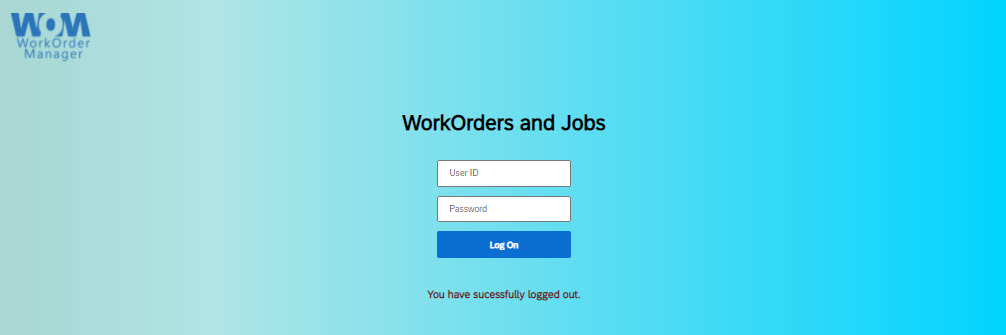 WOM
WorkOrder
Manager
WorkOrders and Jobs
User ID
Password
Log On
You have sucessfully logged out.